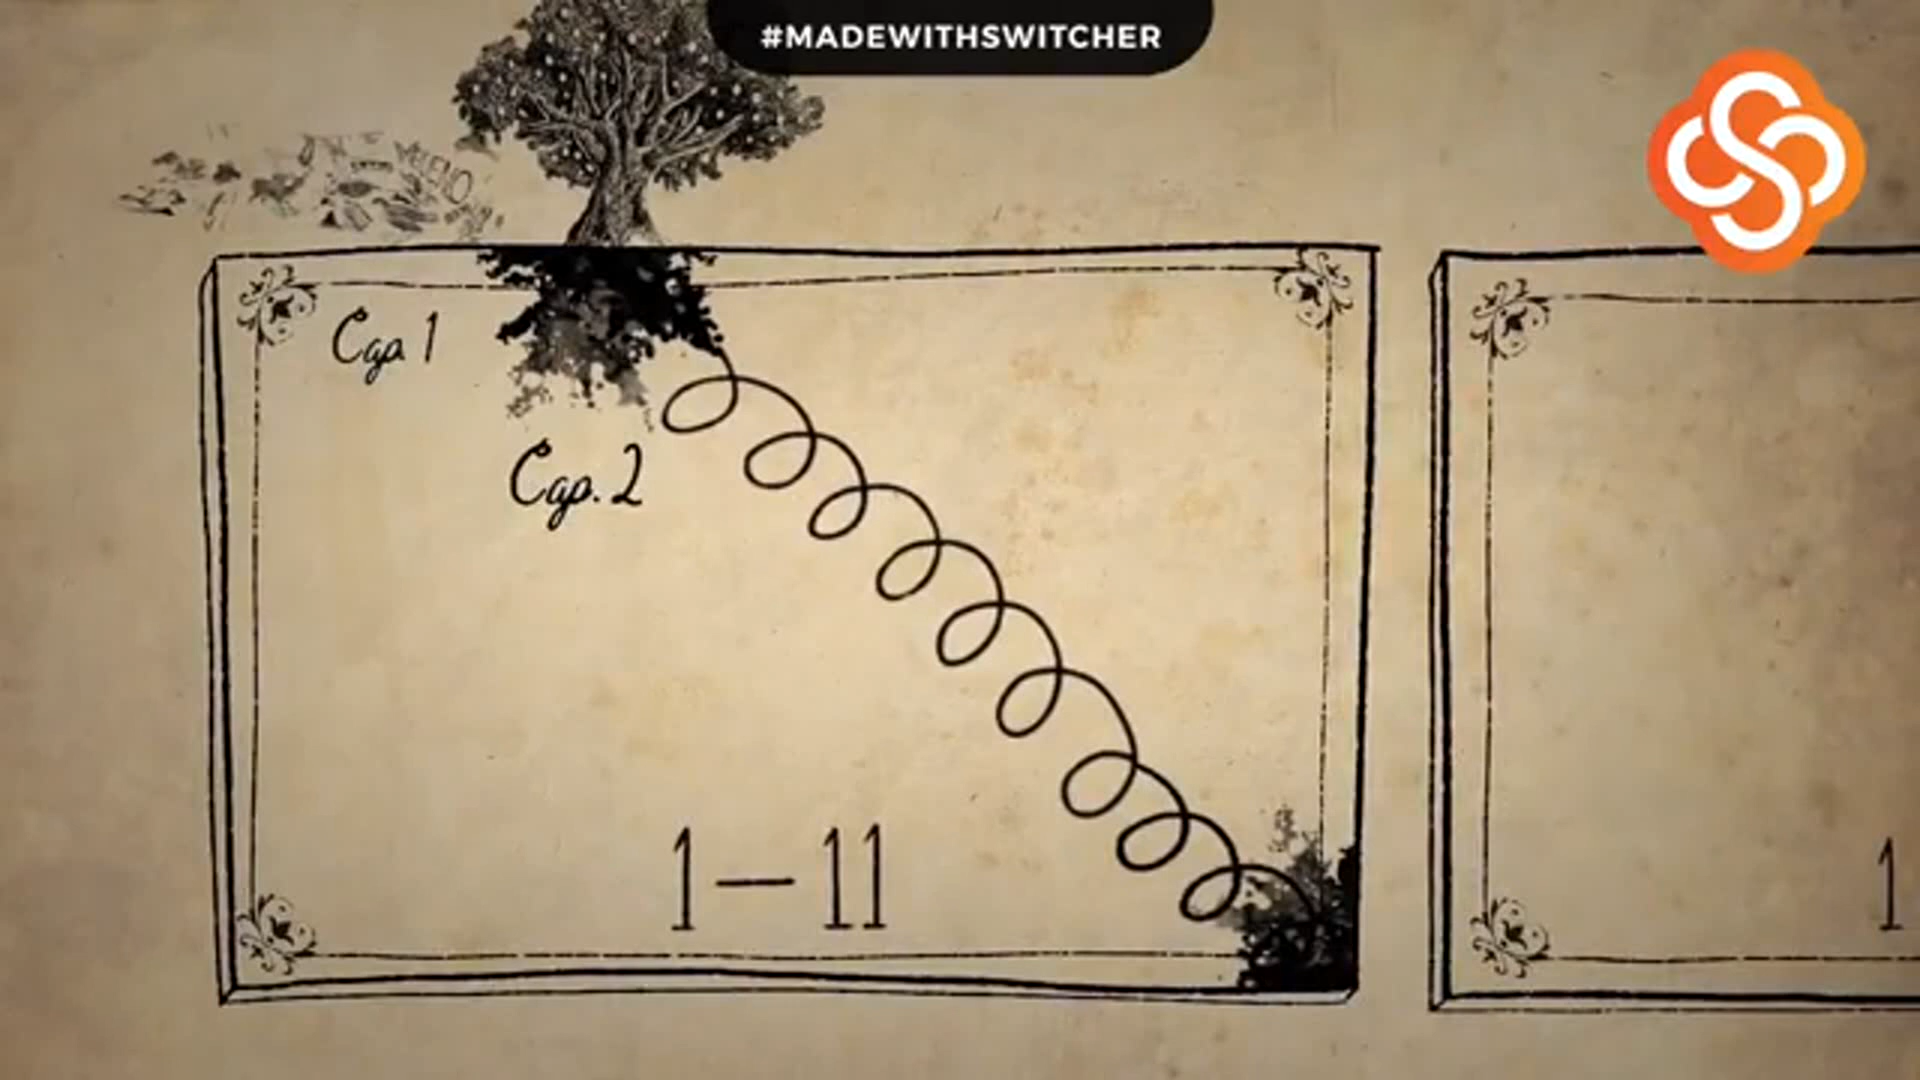 #MADEWITHSWITCHER
Cap. 1
Cap. 2
1 — 11
1